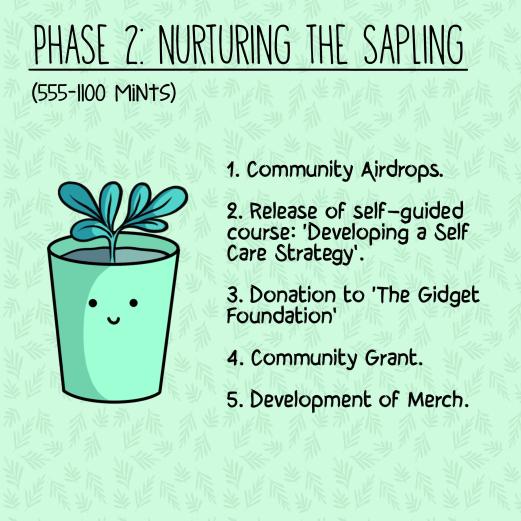 PHASE 2: NURTURING THE SAPLING
(555-1100 MiNtS)
1. Community Airdrops.
2. Release of self-guided
course: 'Developing a Self
Care Strategy'.
3. Donation to 'The Gidget
Foundation'
4. Community Grant.
5. Development of Merch.